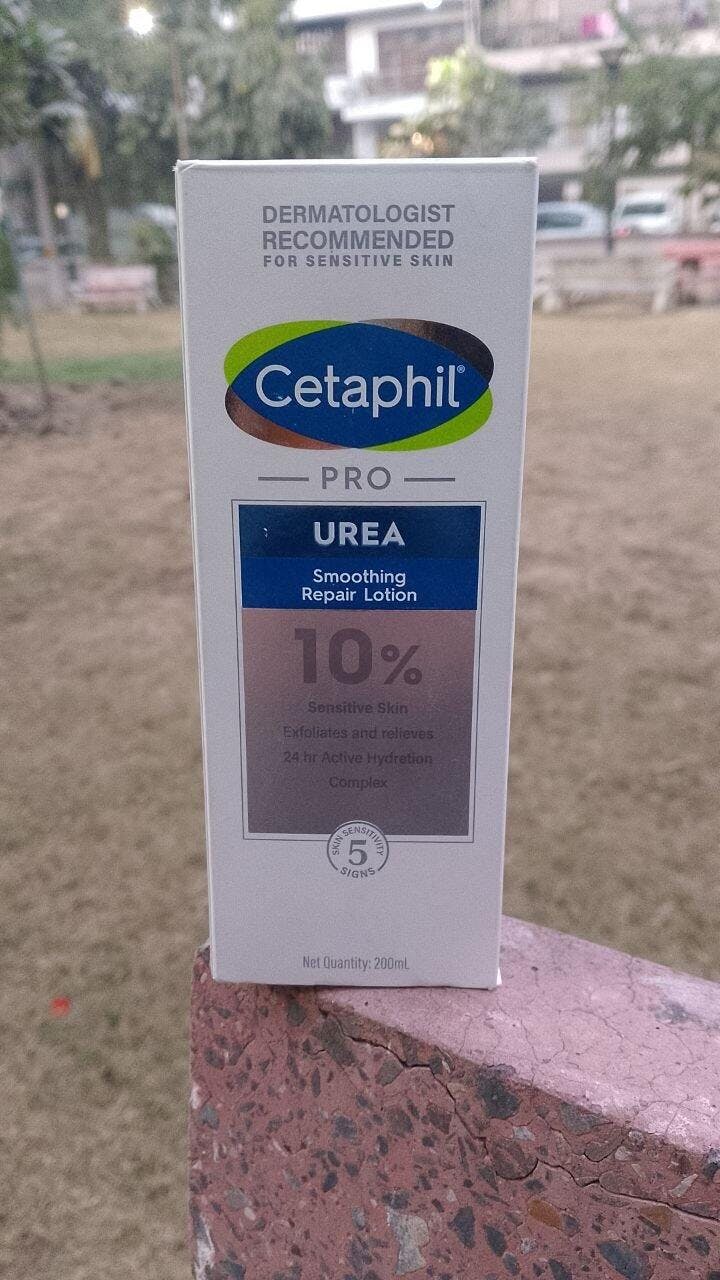 DERMATOLOGIST
RECOMMENDED
FOR SENSITIVE SKIN
Cetaphil®
PRO
UREA
Smoothing
Repair Lotion
10%
Sensitive Skin
Exfoliates and relieves
24 hr Active Hydretion
Complex
SKIN SENSITIVITY
5
SIGNS
Net Quantity: 200mL